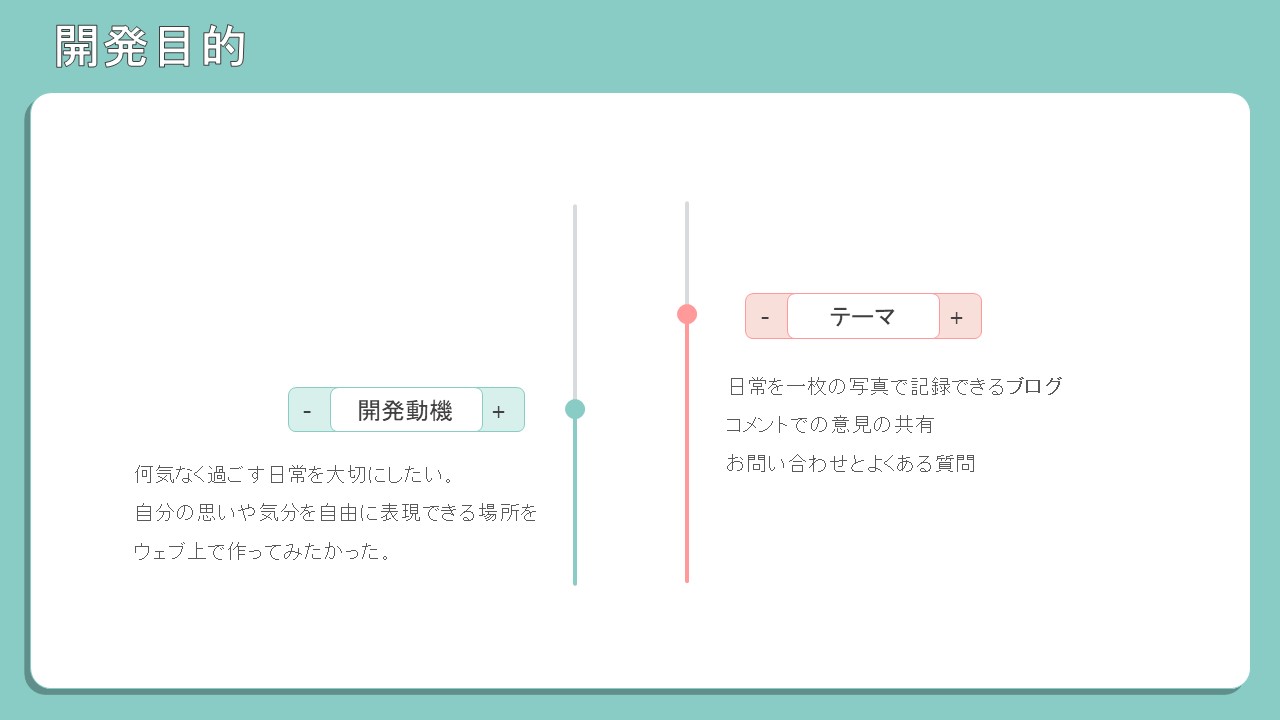 開発目的
- 開発動機 +
何気なく過ごす日常を大切にしたい。
自分の思いや気分を自由に表現できる場所を
ウェブ上で作ってみたかった。
- テーマ +
日常を一枚の写真で記録できるブログ
コメントでの意見の共有
お問い合わせとよくある質問